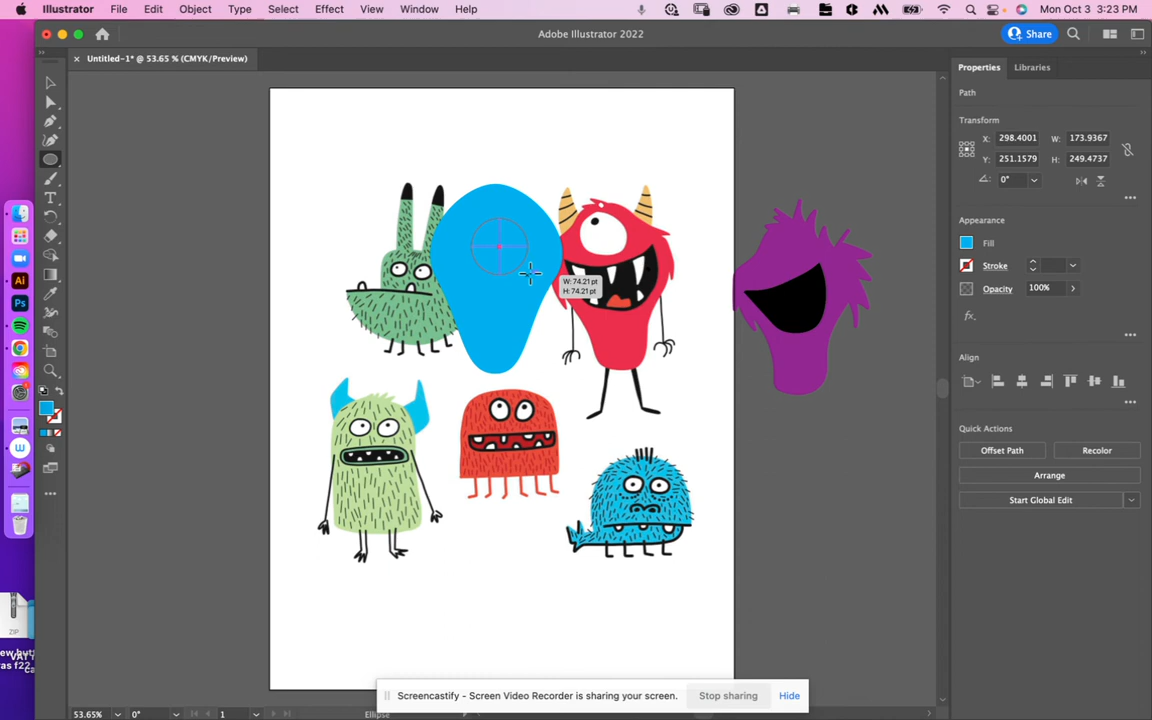 Illustrator File Edit Object Type Select Effect View Window Help Mon Oct 3 3:23 PM
Adobe Illustrator 2022
Share
Untitled-1* @ 53.65 % (CMYK/Preview)
Properties Libraries
Path
Transform
X: 298.4001 W: 173.9367
Y: 251.1579 H: 249.4737
0°
Appearance
Fill
Stroke
Opacity 100%
fx.
Align
Quick Actions
Offset Path Recolor
Arrange
Start Global Edit
W: 74.21 pt
H: 74.21 pt
ZIP
Screencastify - Screen Video Recorder is sharing your screen. Stop sharing Hide
53.65% 0° 1 Ellipse